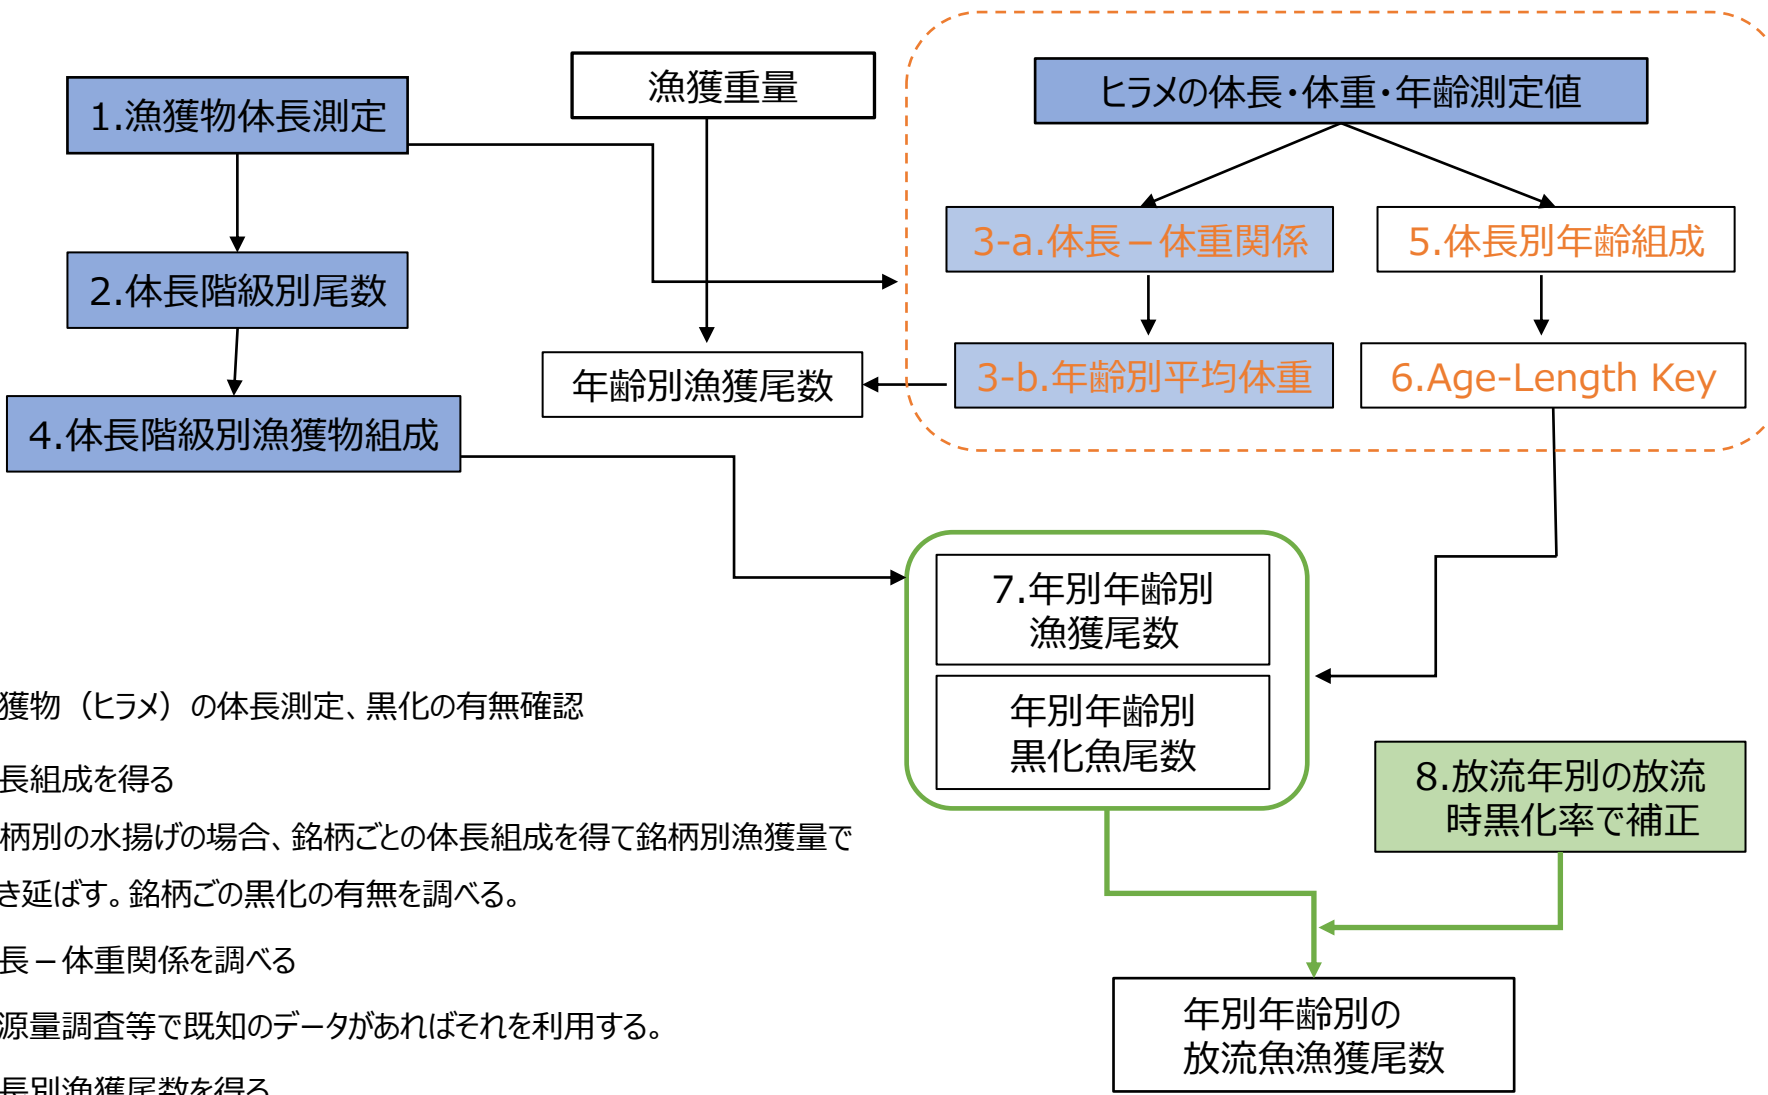 漁獲重量
ヒラメの体長・体重・年齢測定値
1.漁獲物体長測定
3-a.体長－体重関係
5.体長別年齢組成
2.体長階級別尾数
年齢別漁獲尾数
3-b.年齢別平均体重
6.Age-Length Key
4.体長階級別漁獲物組成
7.年別年齢別
漁獲尾数
年別年齢別
黒化魚尾数
8.放流年別の放流
時黒化率で補正
年別年齢別の
放流魚漁獲尾数
獲物（ヒラメ）の体長測定、黒化の有無確認
長組成を得る
柄別の水揚げの場合、銘柄ごとの体長組成を得て銘柄別漁獲量で
き延ばす。銘柄ごの黒化の有無を調べる。
長－体重関係を調べる
源量調査等で既知のデータがあればそれを利用する。
長別漁獲尾数を得る